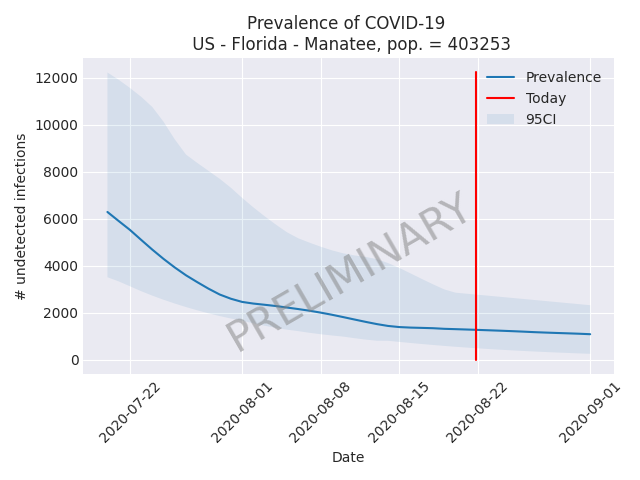 Prevalence of COVID-19
US - Florida - Manatee, pop. = 403253
Prevalence
Today
95CI
PRELIMINARY
# undetected infections
12000
10000
8000
6000
4000
2000
0
2020-07-22
2020-08-01
2020-08-08
2020-08-15
2020-08-22
2020-09-01
Date